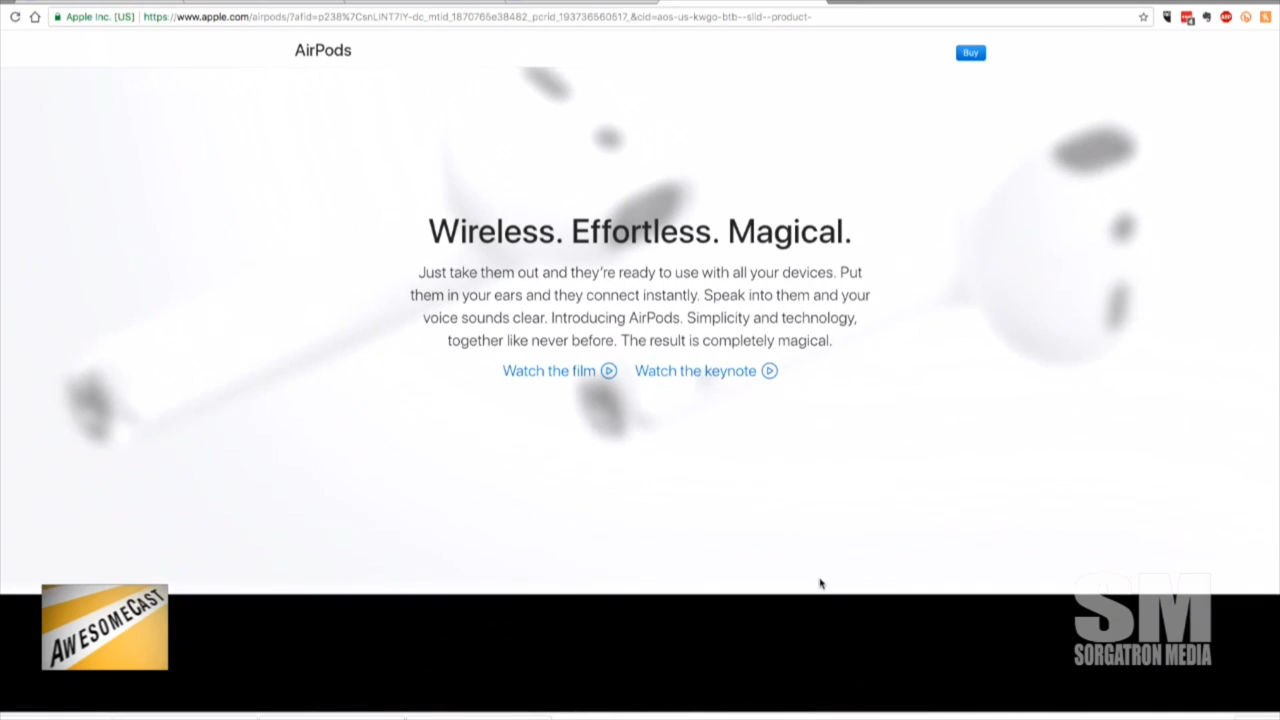 Apple Inc. [US] https://www.apple.com/airpods/?afid=p238%7CsnLINT7IY-dc_mtid_1870765e38482_pcrid_193736560517_&cid=aos-us-kwgo-btb--slid--product-
AirPods
Buy
Wireless. Effortless. Magical.
Just take them out and they’re ready to use with all your devices. Put
them in your ears and they connect instantly. Speak into them and your
voice sounds clear. Introducing AirPods. Simplicity and technology,
together like never before. The result is completely magical.
Watch the film Watch the keynote
AWESOMECAST
SM
SORGATRON MEDIA